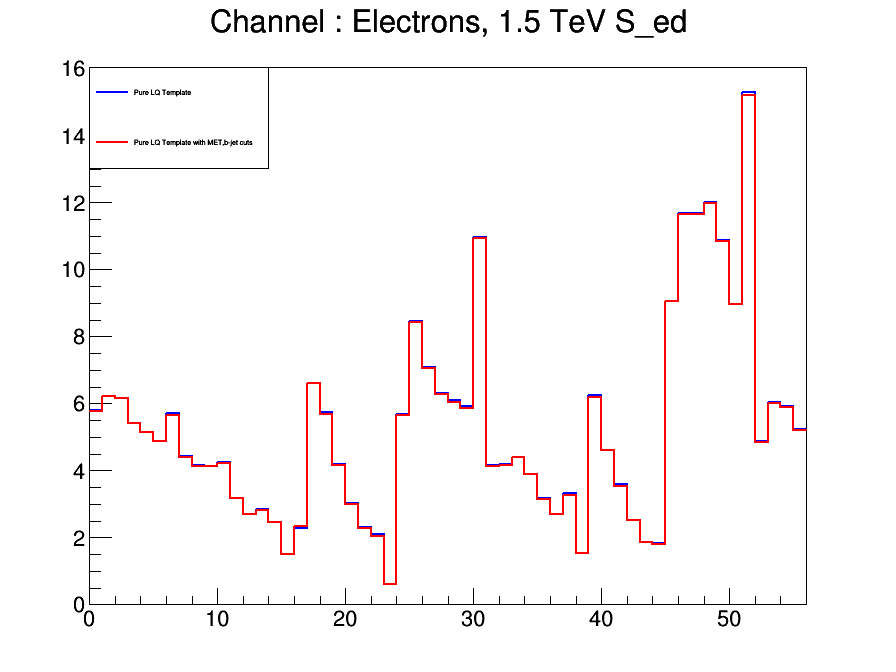 Channel : Electrons, 1.5 TeV S_ed
16
Pure LQ Template
14
Pure LQ Template with MET,b-jet cuts
12
10
8
6
4
2
0
0 10 20 30 40 50